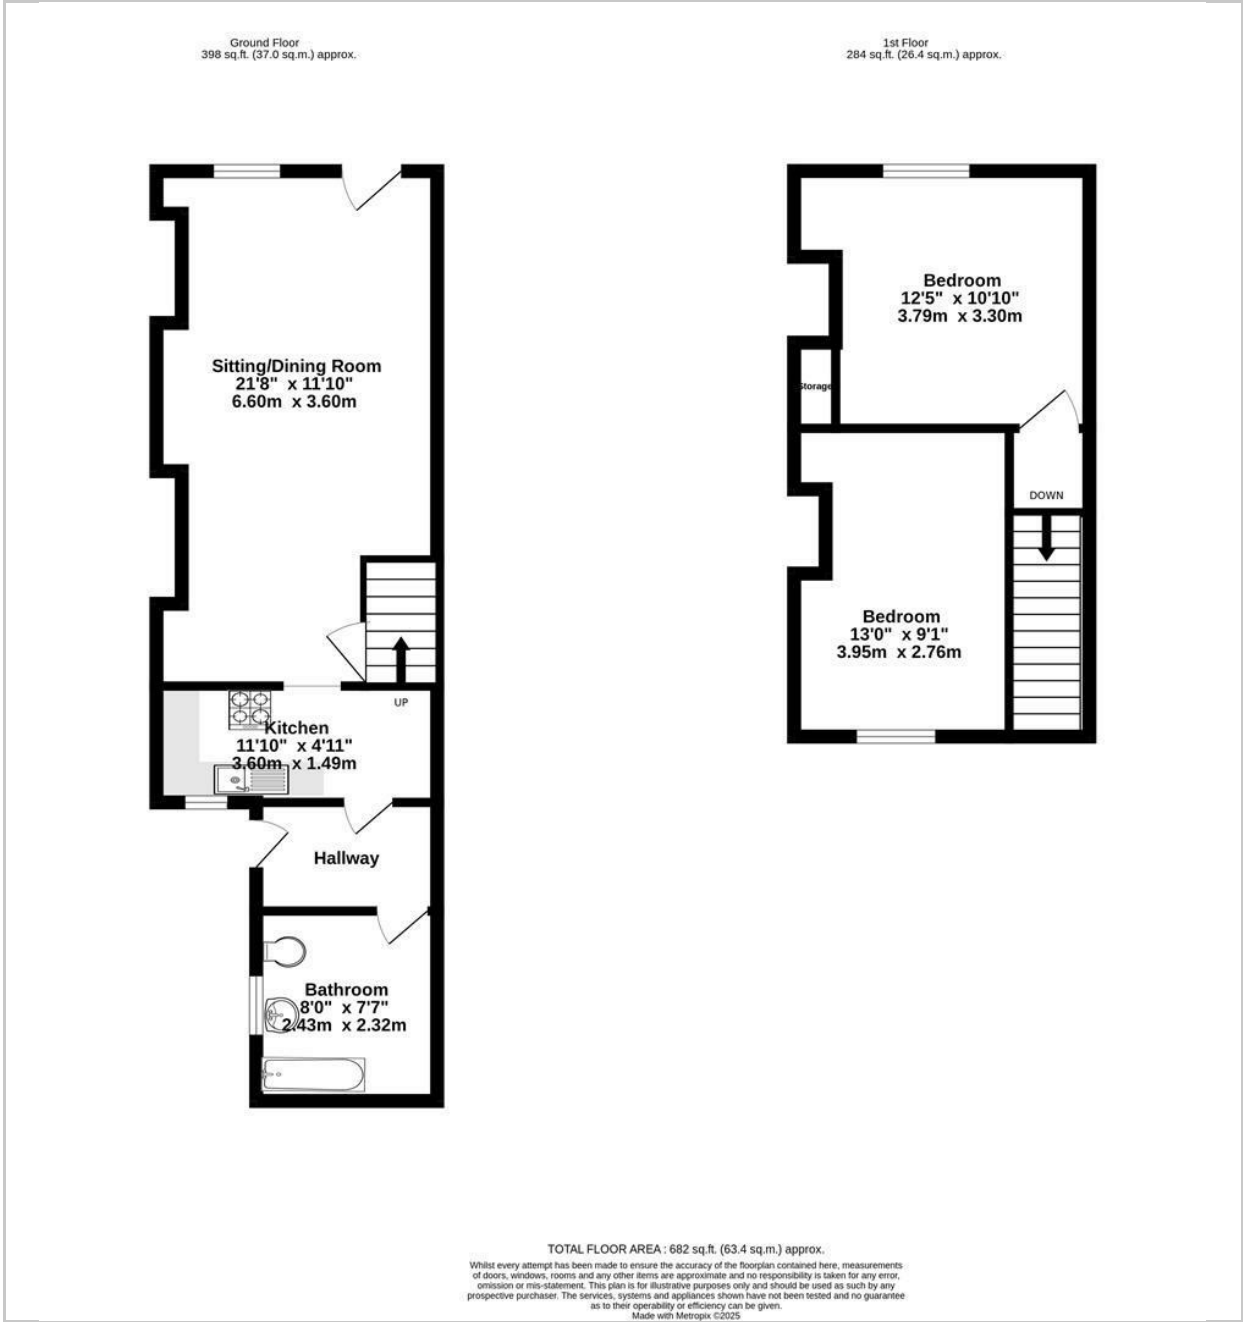 Ground Floor
398 sq.ft. (37.0 sq.m.) approx.
1st Floor
284 sq.ft. (26.4 sq.m.) approx.
Sitting/Dining Room
21'8" x 11'10"
6.60m x 3.60m
UP
Kitchen
11'10" x 4'11"
3.60m x 1.49m
Hallway
Bathroom
8'0" x 7'7"
2.43m x 2.32m
Bedroom
12'5" x 10'10"
3.79m x 3.30m
Storage
DOWN
Bedroom
13'0" x 9'1"
3.95m x 2.76m
TOTAL FLOOR AREA : 682 sq.ft. (63.4 sq.m.) approx.
Whilst every attempt has been made to ensure the accuracy of the floorplan contained here, measurements
of doors, windows, rooms and any other items are approximate and no responsibility is taken for any error,
omission or mis-statement. This plan is for illustrative purposes only and should be used as such by any
prospective purchaser. The services, systems and appliances shown have not been tested and no guarantee
as to their operability or efficiency can be given.
Made with Metropix ©2025